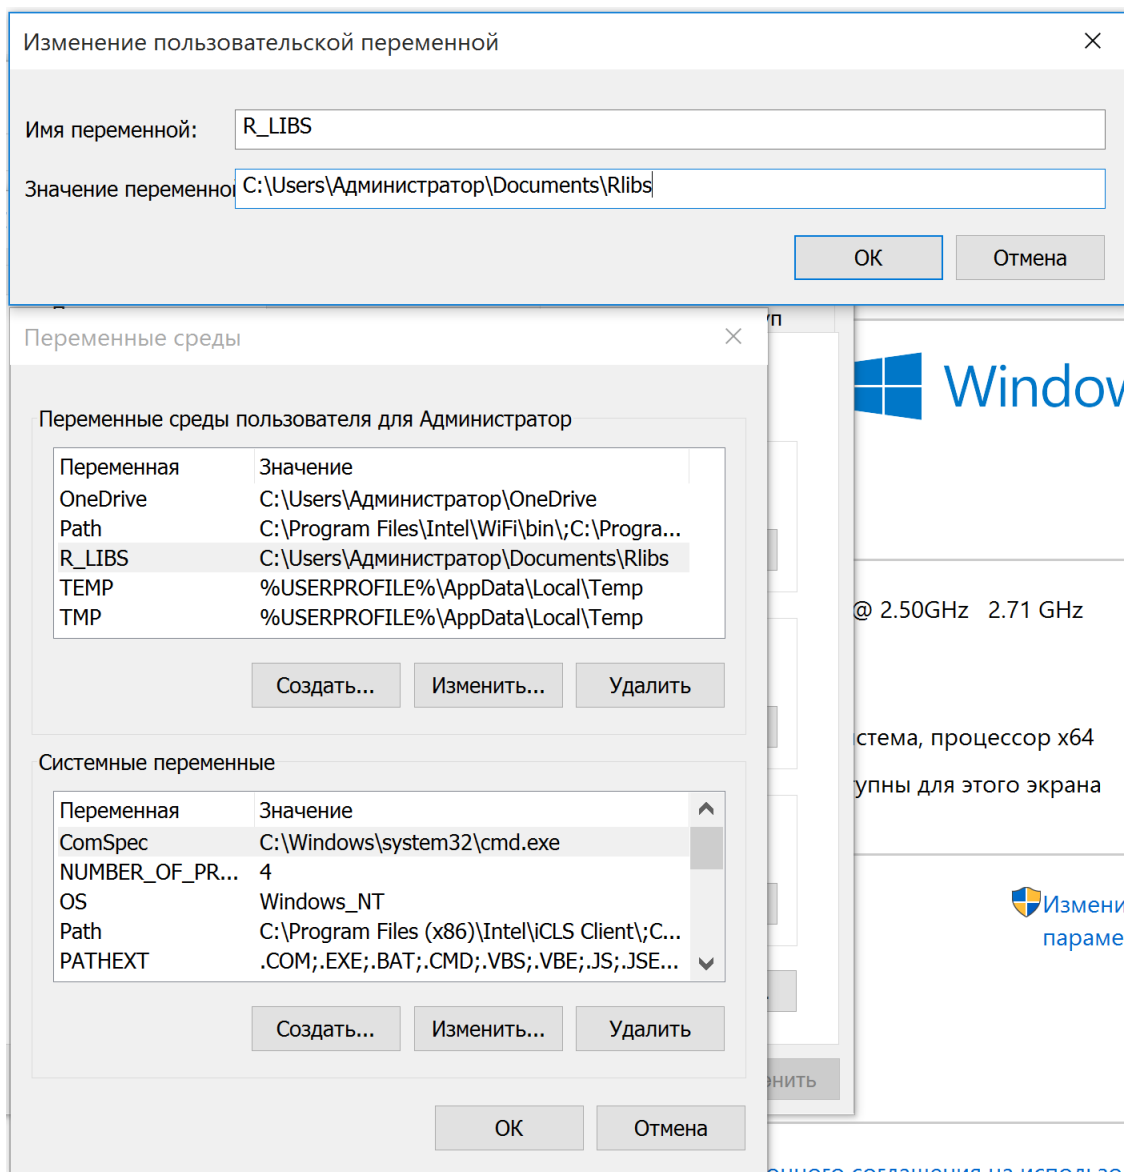 Изменение пользовательской переменной
Имя переменной:
R_LIBS
Значение переменной
C:\Users\Администратор\Documents\Rlibs
ОК
Отмена
Переменные среды
Переменные среды пользователя для Администратор
Переменная Значение
OneDrive C:\Users\Администратор\OneDrive
Path C:\Program Files\Intel\WiFi\bin\;C:\Progra...
R_LIBS C:\Users\Администратор\Documents\Rlibs
TEMP %USERPROFILE%\AppData\Local\Temp
TMP %USERPROFILE%\AppData\Local\Temp
Создать...
Изменить...
Удалить
Системные переменные
Переменная Значение
ComSpec C:\Windows\system32\cmd.exe
NUMBER_OF_PR... 4
OS Windows_NT
Path C:\Program Files (x86)\Intel\iCLS Client\;C...
PATHEXT .COM;.EXE;.BAT;.CMD;.VBS;.VBE;.JS;.JSE...
Создать...
Изменить...
Удалить
ОК
Отмена
Window
@ 2.50GHz 2.71 GHz
стема, процессор x64
упны для этого экрана
Измени
параме
нить